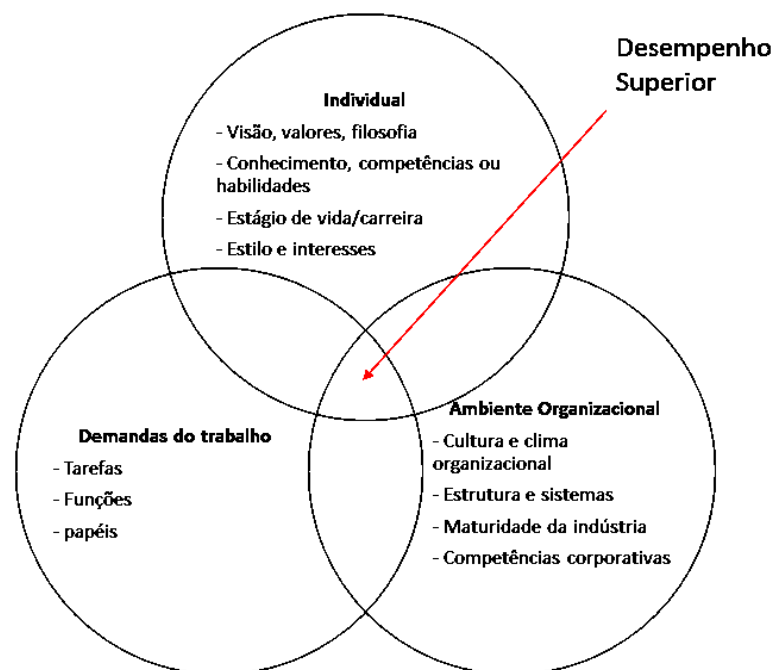 Desempenho
Superior
Individual
- Visão, valores, filosofia
- Conhecimento, competências ou
habilidades
- Estágio de vida/carreira
- Estilo e interesses
Demandas do trabalho
- Tarefas
- Funções
- papéis
Ambiente Organizacional
- Cultura e clima
organizacional
- Estrutura e sistemas
- Maturidade da indústria
- Competências corporativas